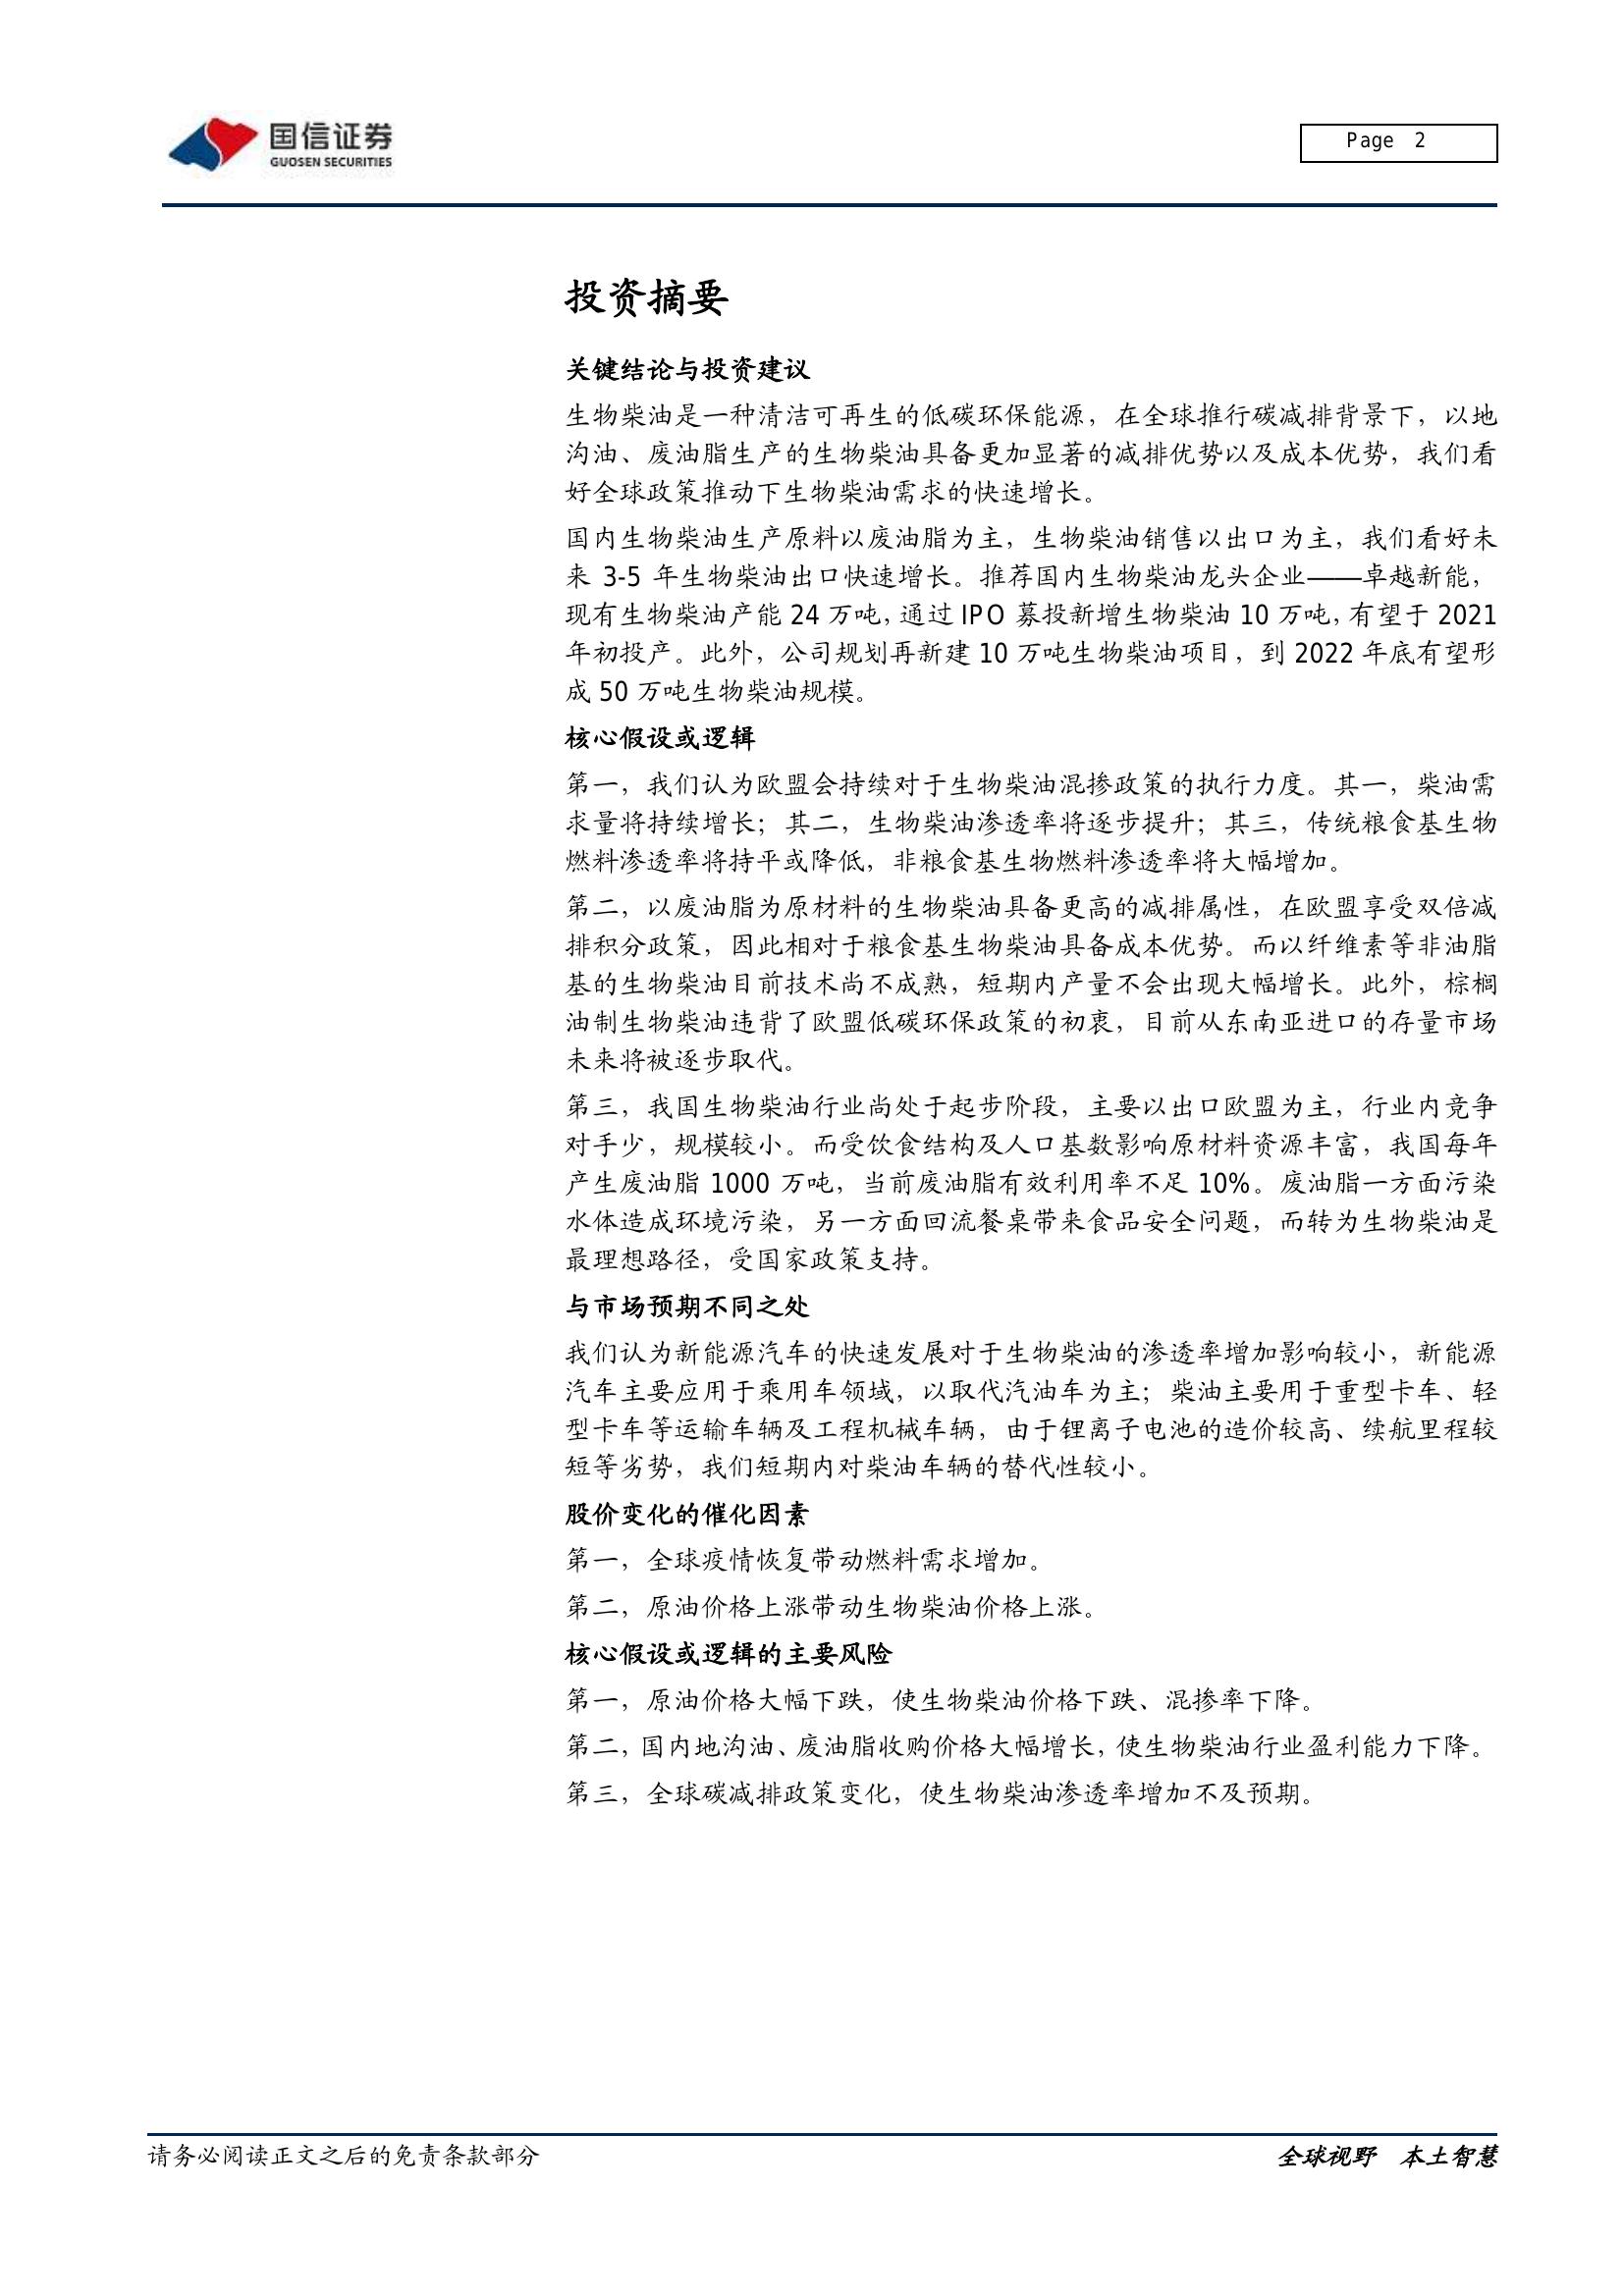 国信证券
GUOSEN SECURITIES
Page 2
投资摘要
关键结论与投资建议
生物柴油是一种清洁可再生的低碳环保能源，在全球推行碳减排背景下，以地
沟油、废油脂生产的生物柴油具备更加显著的减排优势以及成本优势，我们看
好全球政策推动下生物柴油需求的快速增长。
国内生物柴油生产原料以废油脂为主，生物柴油销售以出口为主，我们看好未
来 3-5 年生物柴油出口快速增长。推荐国内生物柴油龙头企业——卓越新能，
现有生物柴油产能 24 万吨，通过 IPO 募投新增生物柴油 10 万吨，有望于 2021
年初投产。此外，公司规划再新建 10 万吨生物柴油项目，到 2022 年底有望形
成 50 万吨生物柴油规模。
核心假设或逻辑
第一，我们认为欧盟会持续对于生物柴油混掺政策的执行力度。其一，柴油需
求量将持续增长；其二，生物柴油渗透率将逐步提升；其三，传统粮食基生物
燃料渗透率将持平或降低，非粮食基生物燃料渗透率将大幅增加。
第二，以废油脂为原材料的生物柴油具备更高的减排属性，在欧盟享受双倍减
排积分政策，因此相对于粮食基生物柴油具备成本优势。而以纤维素等非油脂
基的生物柴油目前技术尚不成熟，短期内产量不会出现大幅增长。此外，棕榈
油制生物柴油违背了欧盟低碳环保政策的初衷，目前从东南亚进口的存量市场
未来将被逐步取代。
第三，我国生物柴油行业尚处于起步阶段，主要以出口欧盟为主，行业内竞争
对手少，规模较小。而受饮食结构及人口基数影响原材料资源丰富，我国每年
产生废油脂 1000 万吨，当前废油脂有效利用率不足 10%。废油脂一方面污染
水体造成环境污染，另一方面回流餐桌带来食品安全问题，而转为生物柴油是
最理想路径，受国家政策支持。
与市场预期不同之处
我们认为新能源汽车的快速发展对于生物柴油的渗透率增加影响较小，新能源
汽车主要应用于乘用车领域，以取代汽油车为主；柴油主要用于重型卡车、轻
型卡车等运输车辆及工程机械车辆，由于锂离子电池的造价较高、续航里程较
短等劣势，我们短期内对柴油车辆的替代性较小。
股价变化的催化因素
第一，全球疫情恢复带动燃料需求增加。
第二，原油价格上涨带动生物柴油价格上涨。
核心假设或逻辑的主要风险
第一，原油价格大幅下跌，使生物柴油价格下跌、混掺率下降。
第二，国内地沟油、废油脂收购价格大幅增长，使生物柴油行业盈利能力下降。
第三，全球碳减排政策变化，使生物柴油渗透率增加不及预期。
请务必阅读正文之后的免责条款部分
全球视野 本土智慧